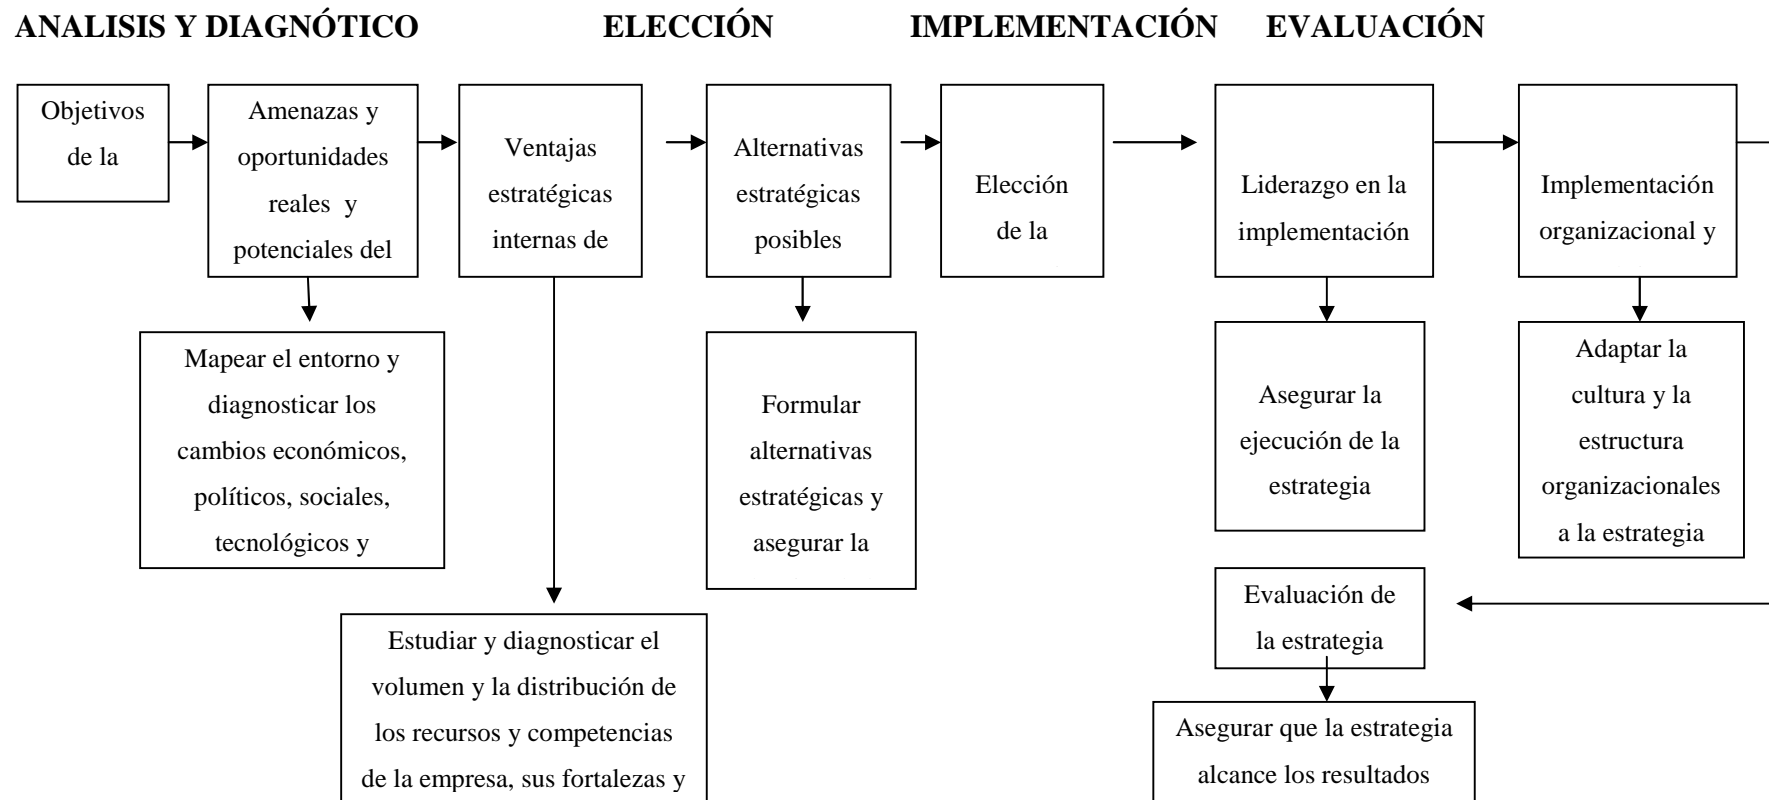 ANALISIS Y DIAGNÓTICO
ELECCIÓN
IMPLEMENTACIÓN
EVALUACIÓN
Objetivos
de la
Amenazas y
oportunidades
reales y
potenciales del
Ventajas
estratégicas
internas de
Alternativas
estratégicas
posibles
Elección
de la
Liderazgo en la
implementación
Implementación
organizacional y
Mapear el entorno y
diagnosticar los
cambios económicos,
políticos, sociales,
tecnológicos y
Formular
alternativas
estratégicas y
asegurar la
Asegurar la
ejecución de la
estrategia
Adaptar la
cultura y la
estructura
organizacionales
a la estrategia
Estudiar y diagnosticar el
volumen y la distribución de
los recursos y competencias
de la empresa, sus fortalezas y
Evaluación de
la estrategia
Asegurar que la estrategia
alcance los resultados